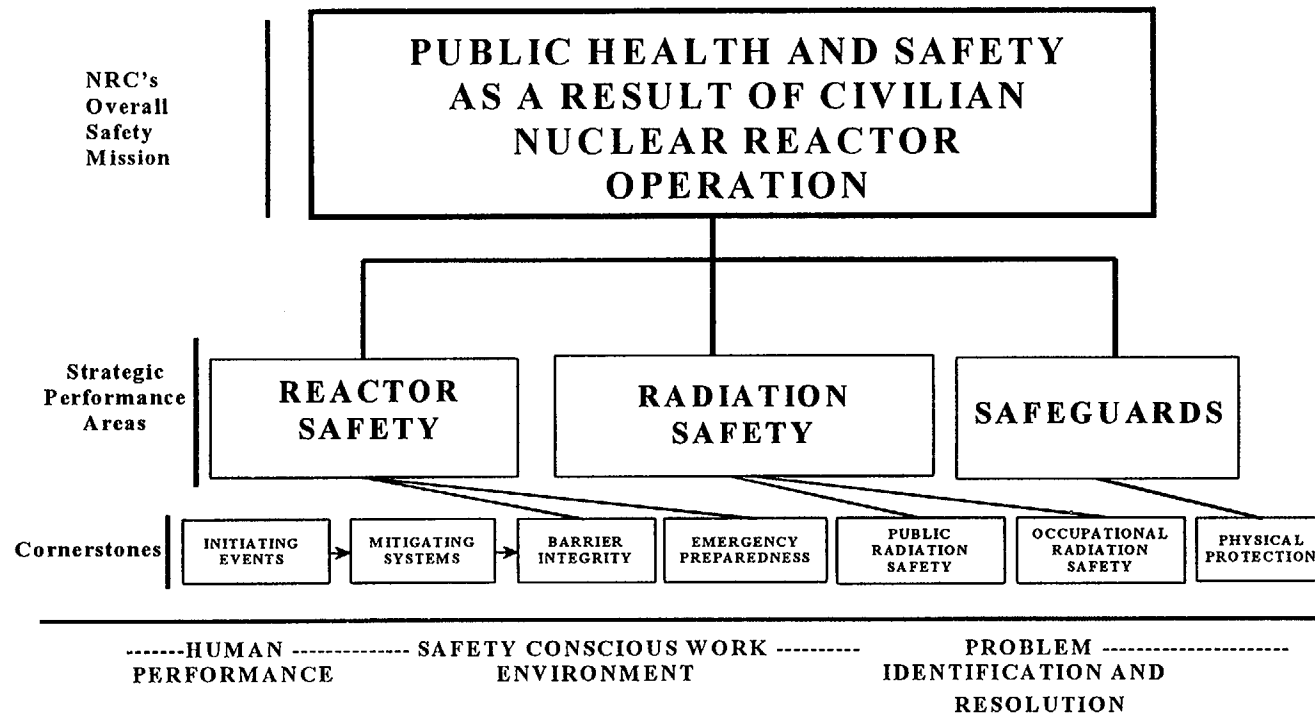 NRC's
Overall
Safety
Mission
PUBLIC HEALTH AND SAFETY
AS A RESULT OF CIVILIAN
NUCLEAR REACTOR
OPERATION
Strategic
Performance
Areas
REACTOR
SAFETY
RADIATION
SAFETY
SAFEGUARDS
Cornerstones
INITIATING
EVENTS
MITIGATING
SYSTEMS
BARRIER
INTEGRITY
EMERGENCY
PREPAREDNESS
PUBLIC
RADIATION
SAFETY
OCCUPATIONAL
RADIATION
SAFETY
PHYSICAL
PROTECTION
-------HUMAN ------------- SAFETY CONSCIOUS WORK ----------
PERFORMANCE
ENVIRONMENT
PROBLEM ---------------------
IDENTIFICATION AND
RESOLUTION